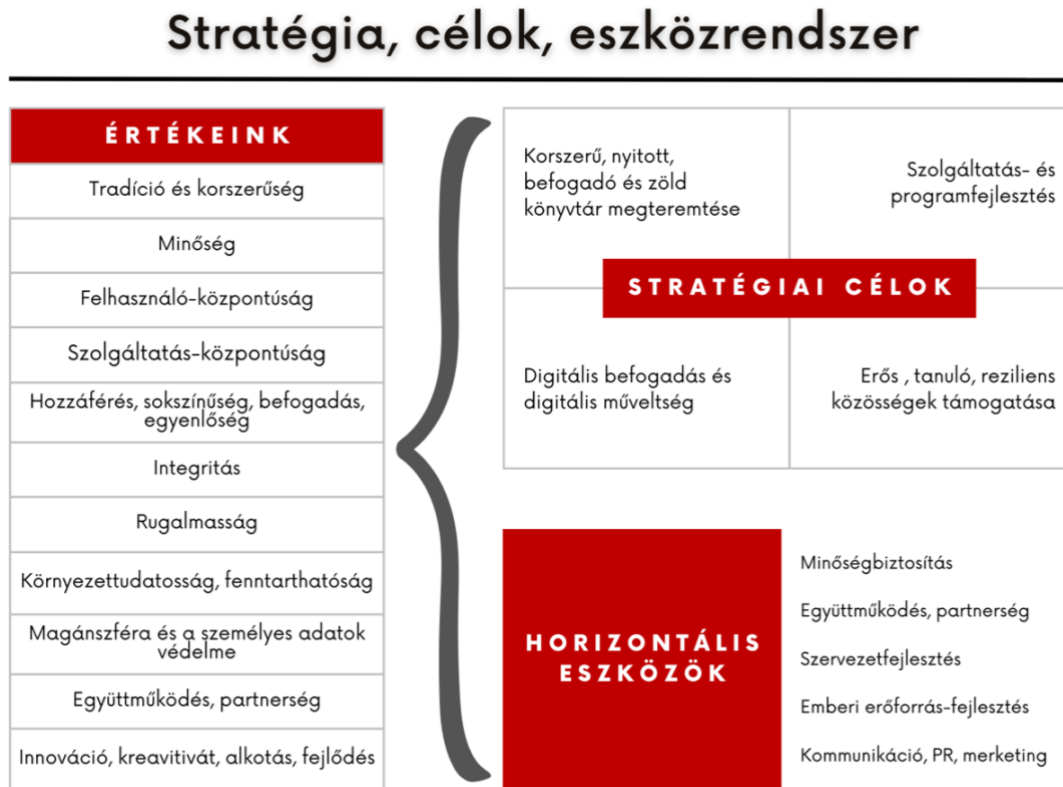 Stratégia, célok, eszközrendszer
ÉRTÉKEINK
Tradíció és korszerűség
Minőség
Felhasználó-központúság
Szolgáltatás-központúság
Hozzáférés, sokszínűség, befogadás,
egyenlőség
Integritás
Rugalmasság
Környezettudatosság, fenntarthatóság
Magánszféra és a személyes adatok
védelme
Együttműködés, partnerség
Innováció, kreavitivát, alkotás, fejlődés
Korszerű, nyitott,
befogadó és zöld
könyvtár megteremtése
Szolgáltatás- és
programfejlesztés
STRATÉGIAI CÉLOK
Digitális befogadás és
digitális műveltség
Erős , tanuló, reziliens
közösségek támogatása
HORIZONTÁLIS
ESZKÖZÖK
Minőségbiztosítás
Együttműködés, partnerség
Szervezetfejlesztés
Emberi erőforrás-fejlesztés
Kommunikáció, PR, merketing